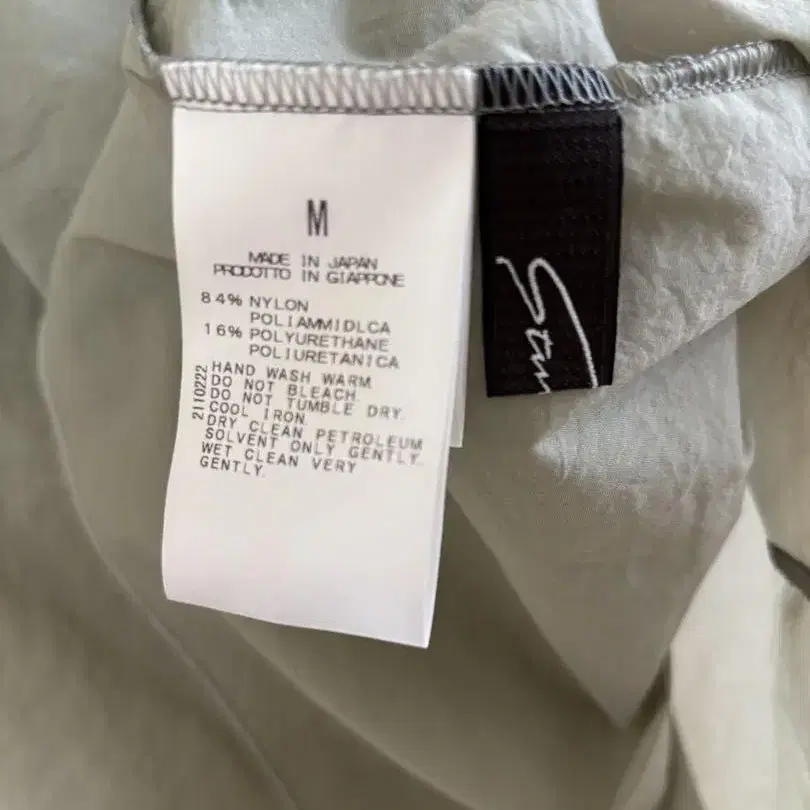 M
MADE IN JAPAN
PRODOTTO IN GIAPPONE
84% NYLON
POLIAMMIDLCA
16% POLYURETHANE
POLIURETANICA
HAND WASH WARM
DO NOT BLEACH.
DO NOT TUMBLE DRY.
COOL IRON.
DRY CLEAN PETROLEUM
SOLVENT ONLY GENTLY.
WET CLEAN VERY
GENTLY.
2110222